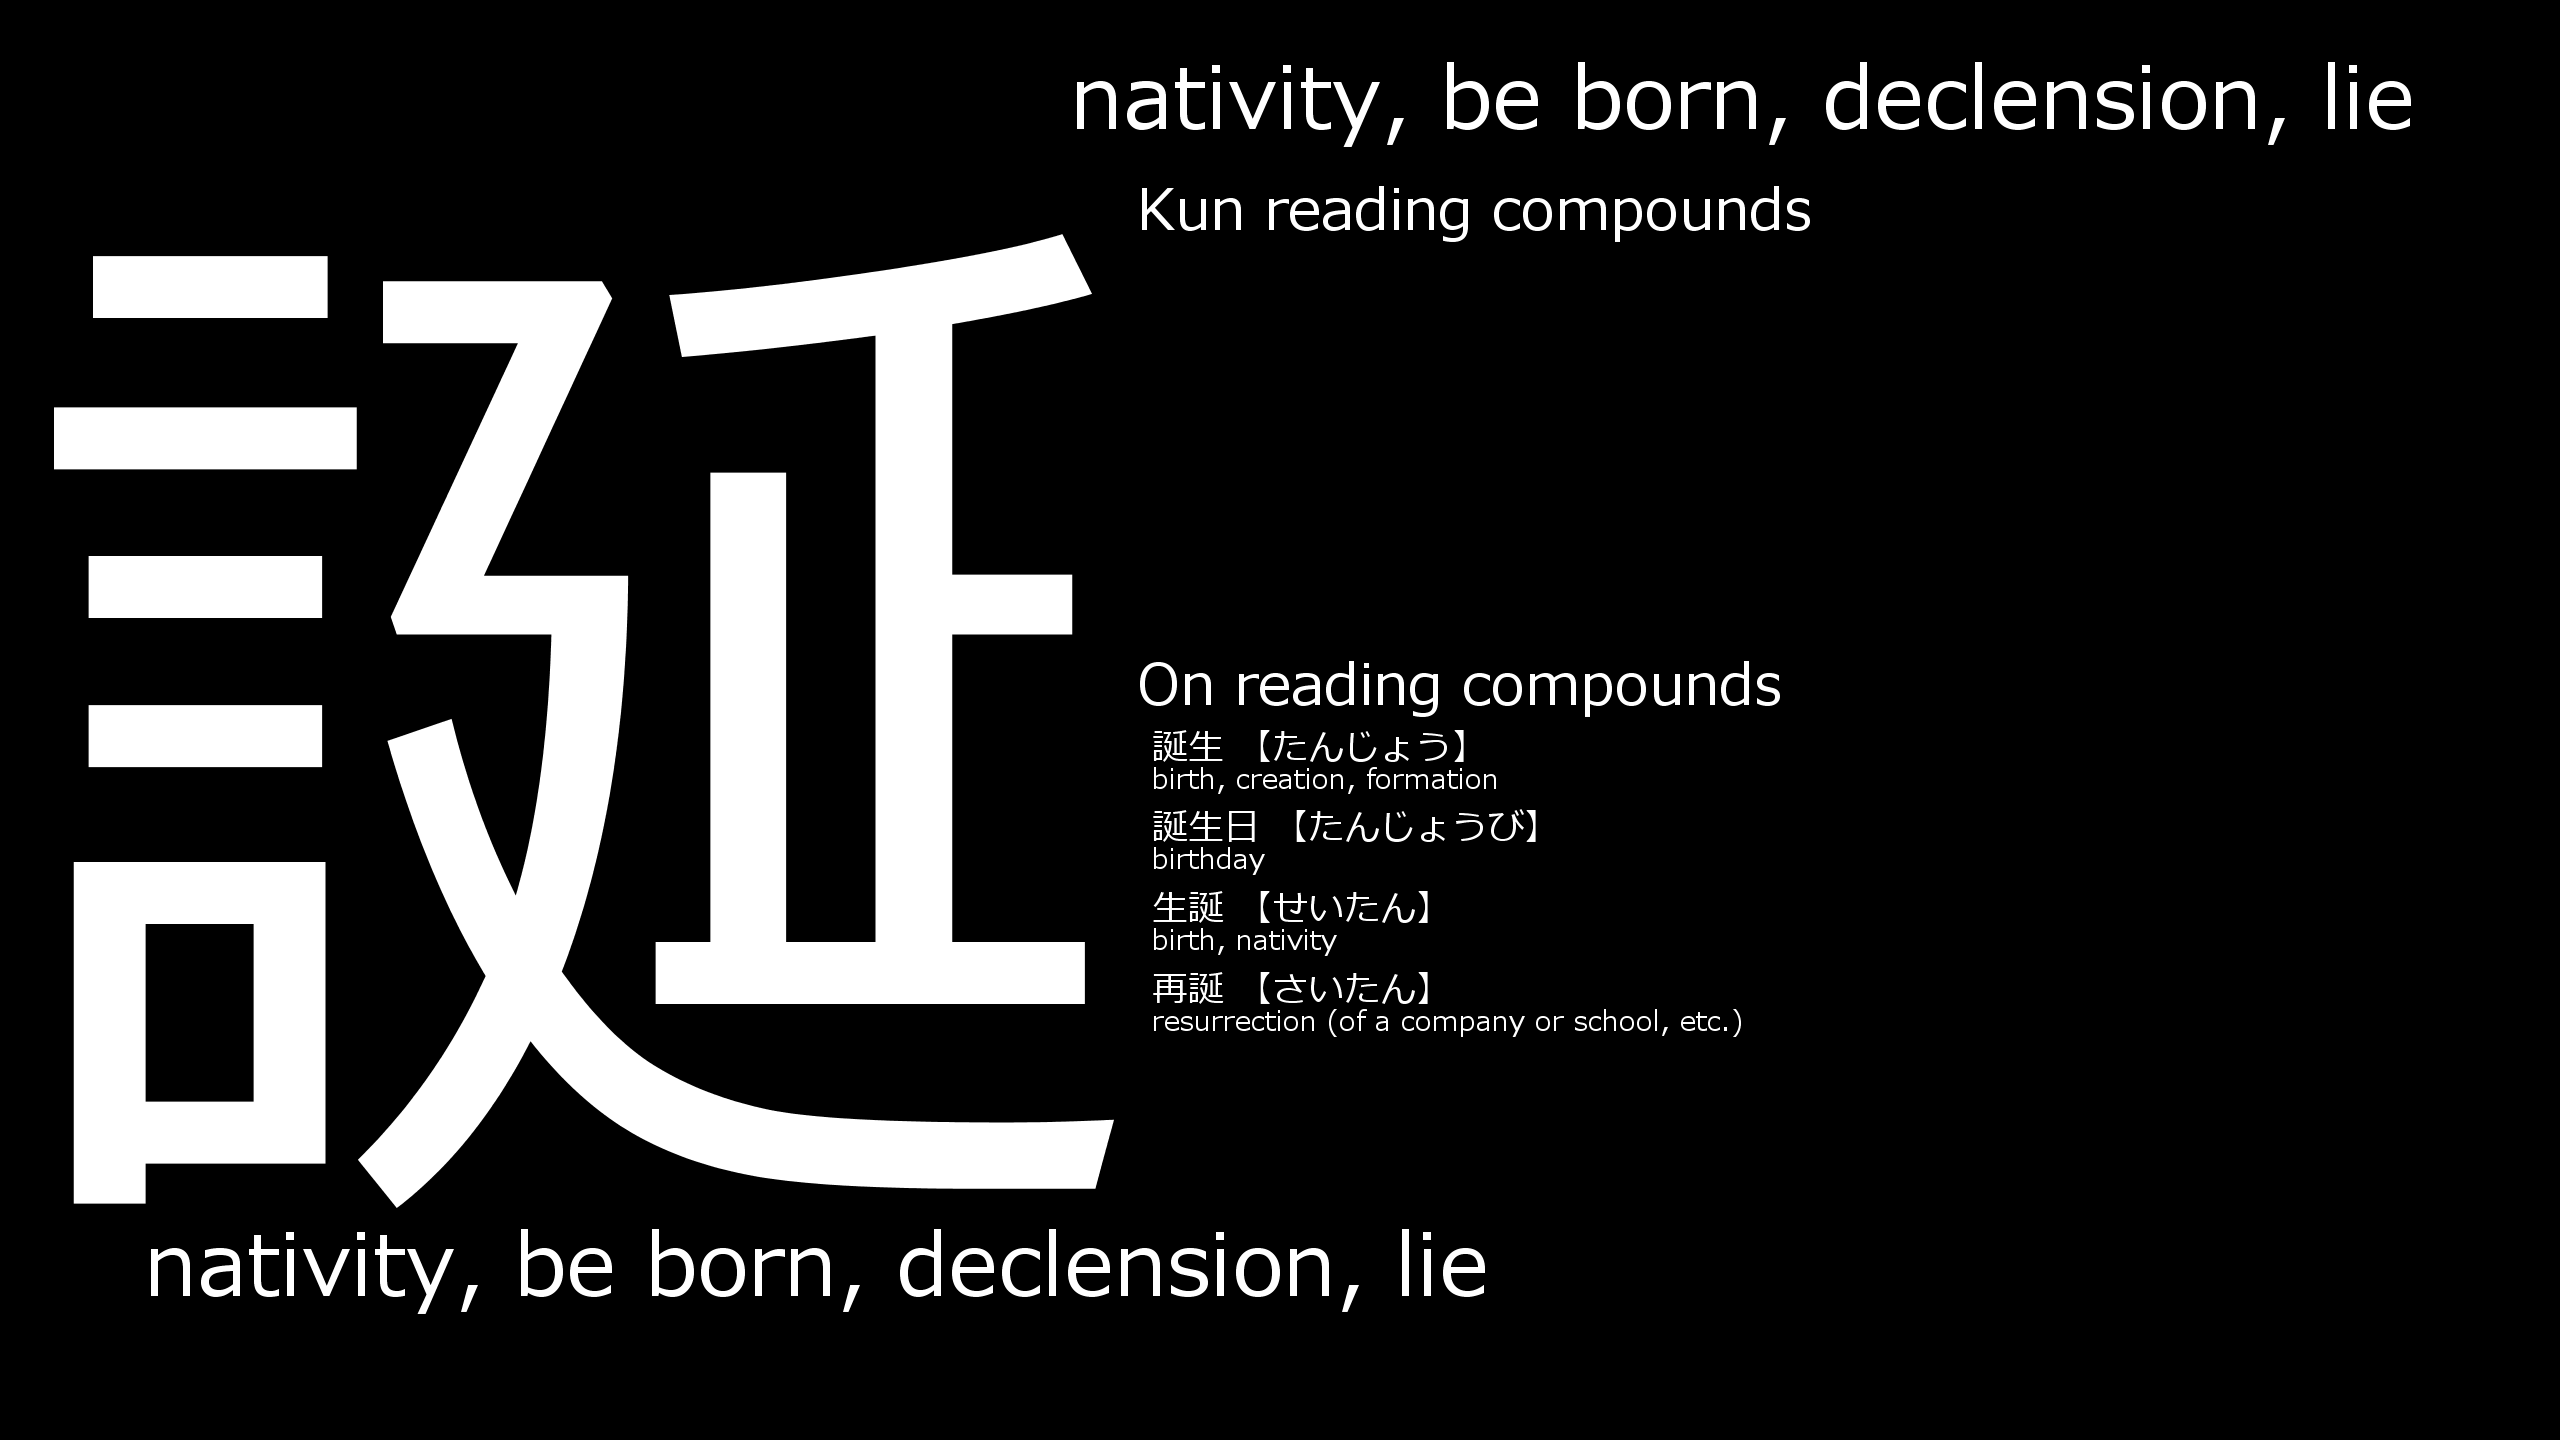 nativity, be born, declension, lie
Kun reading compounds
誕
On reading compounds
誕生 【たんじょう】
birth, creation, formation
誕生日 【たんじょうび】
birthday
生誕 【せいたん】
birth, nativity
再誕 【さいたん】
resurrection (of a company or school, etc.)
nativity, be born, declension, lie